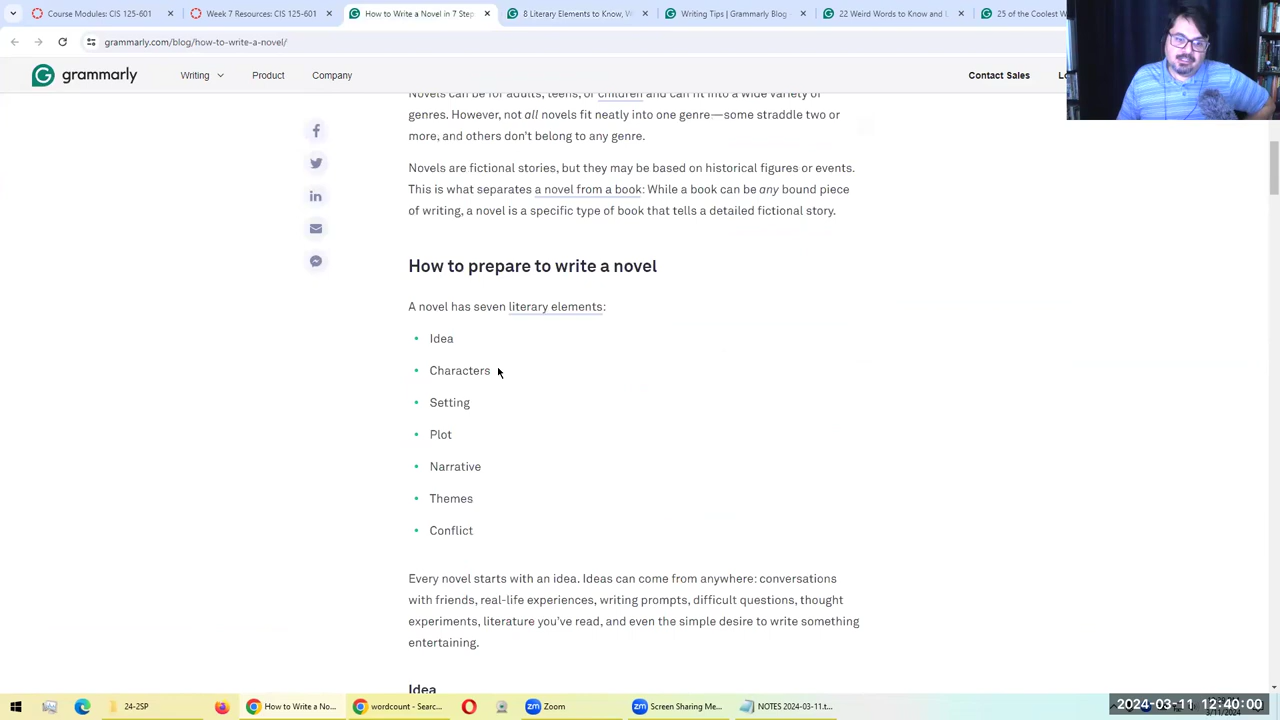 Course Modules: CIS 125-601
Week 7 Resources: CIS 125-601
How to Write a Novel in 7 Step
8 Literary Elements to Know, W
Writing Tips | Grammarly Blog
22 Weird Words to Know and L
25 of the Coolest W
grammarly.com/blog/how-to-write-a-novel/
grammarly
Writing
Product
Company
Contact Sales
Novels can be for adults, teens, or children and can fit into a wide variety of
genres. However, not all novels fit neatly into one genre—some straddle two or
more, and others don't belong to any genre.
Novels are fictional stories, but they may be based on historical figures or events.
This is what separates a novel from a book: While a book can be any bound piece
of writing, a novel is a specific type of book that tells a detailed fictional story.
How to prepare to write a novel
A novel has seven literary elements:
• Idea
• Characters
• Setting
• Plot
• Narrative
• Themes
• Conflict
Every novel starts with an idea. Ideas can come from anywhere: conversations
with friends, real-life experiences, writing prompts, difficult questions, thought
experiments, literature you've read, and even the simple desire to write something
entertaining.
Idea
24-2SP
How to Write a No...
wordcount - Searc...
Zoom
Screen Sharing Me...
NOTES 2024-03-11.t...
2024-03-11 12:40:00